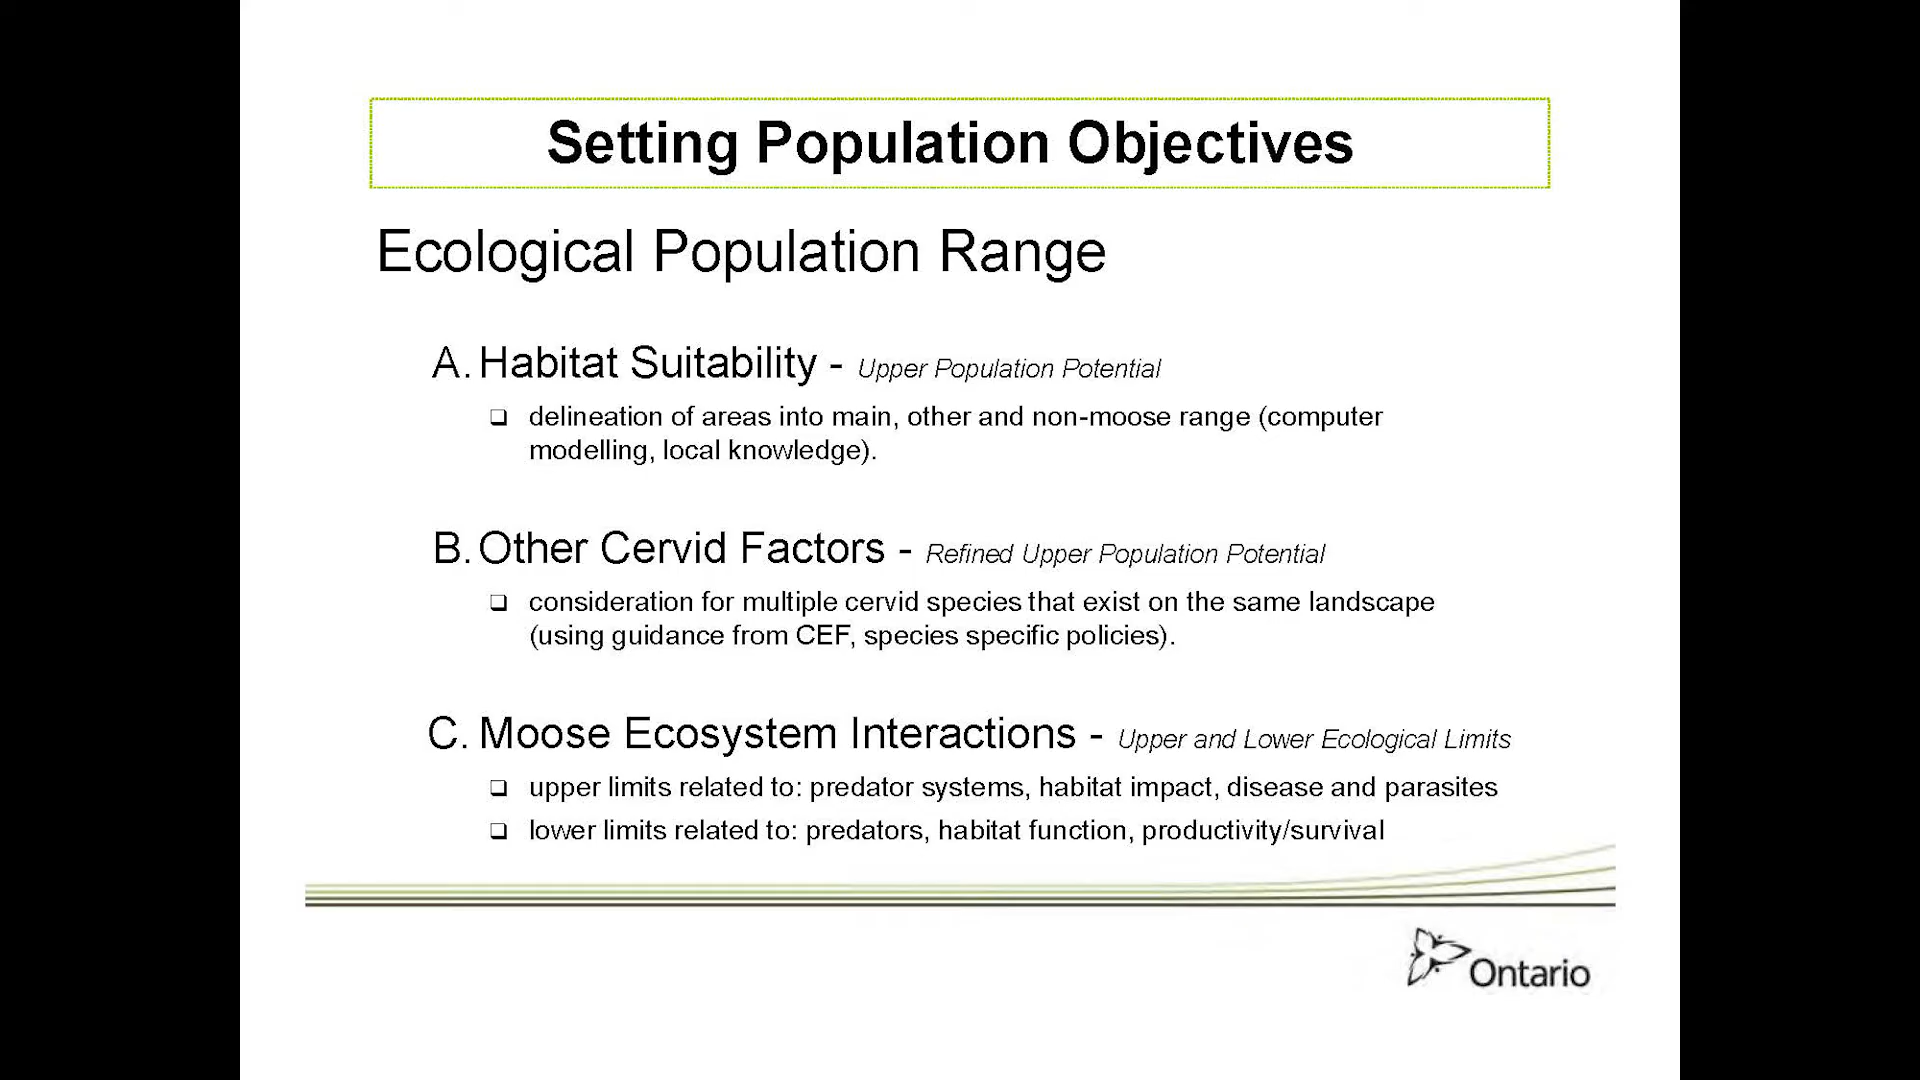 Setting Population Objectives
Ecological Population Range
A. Habitat Suitability - Upper Population Potential
❑ delineation of areas into main, other and non-moose range (computer
modelling, local knowledge).
B. Other Cervid Factors - Refined Upper Population Potential
❑ consideration for multiple cervid species that exist on the same landscape
(using guidance from CEF, species specific policies).
C. Moose Ecosystem Interactions - Upper and Lower Ecological Limits
❑ upper limits related to: predator systems, habitat impact, disease and parasites
❑ lower limits related to: predators, habitat function, productivity/survival
Ontario